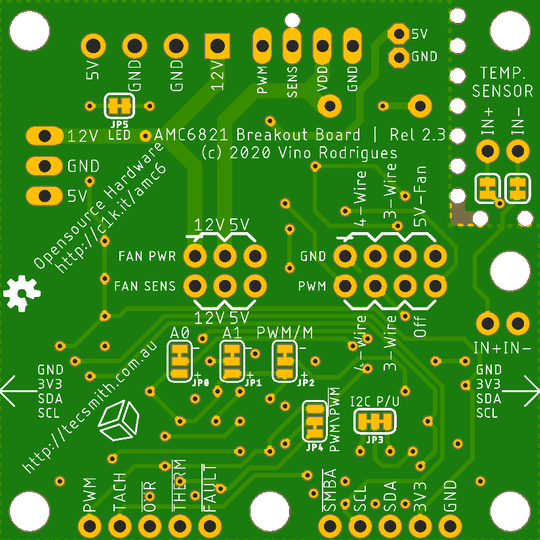 5V
GND
GND
12V
PWM
SENS
VDD
GND
5V
GND
TEMP.
SENSOR
IN+
IN-
JP5
LED
12V
GND
5V
AMC6821 Breakout Board | Rel 2.3
(c) 2020 Vino Rodrigues
Opensource Hardware
http://c1k.it/amc6
4-Wire
3-Wire
5V-Fan
12V 5V
FAN PWR
GND
FAN SENS
PWM
12V 5V
4-Wire
3-Wire
Off
IN+ IN-
A0
A1
PWM/M
JP0
JP1
JP2
GND
3V3
SDA
SCL
GND
3V3
SDA
SCL
http://tecsmith.com.au
JP4
PWM\PWM
I2C P/U
JP3
PWM
TACH
OVR
THERM
FAULT
SMBA
SCL
SDA
3V3
GND